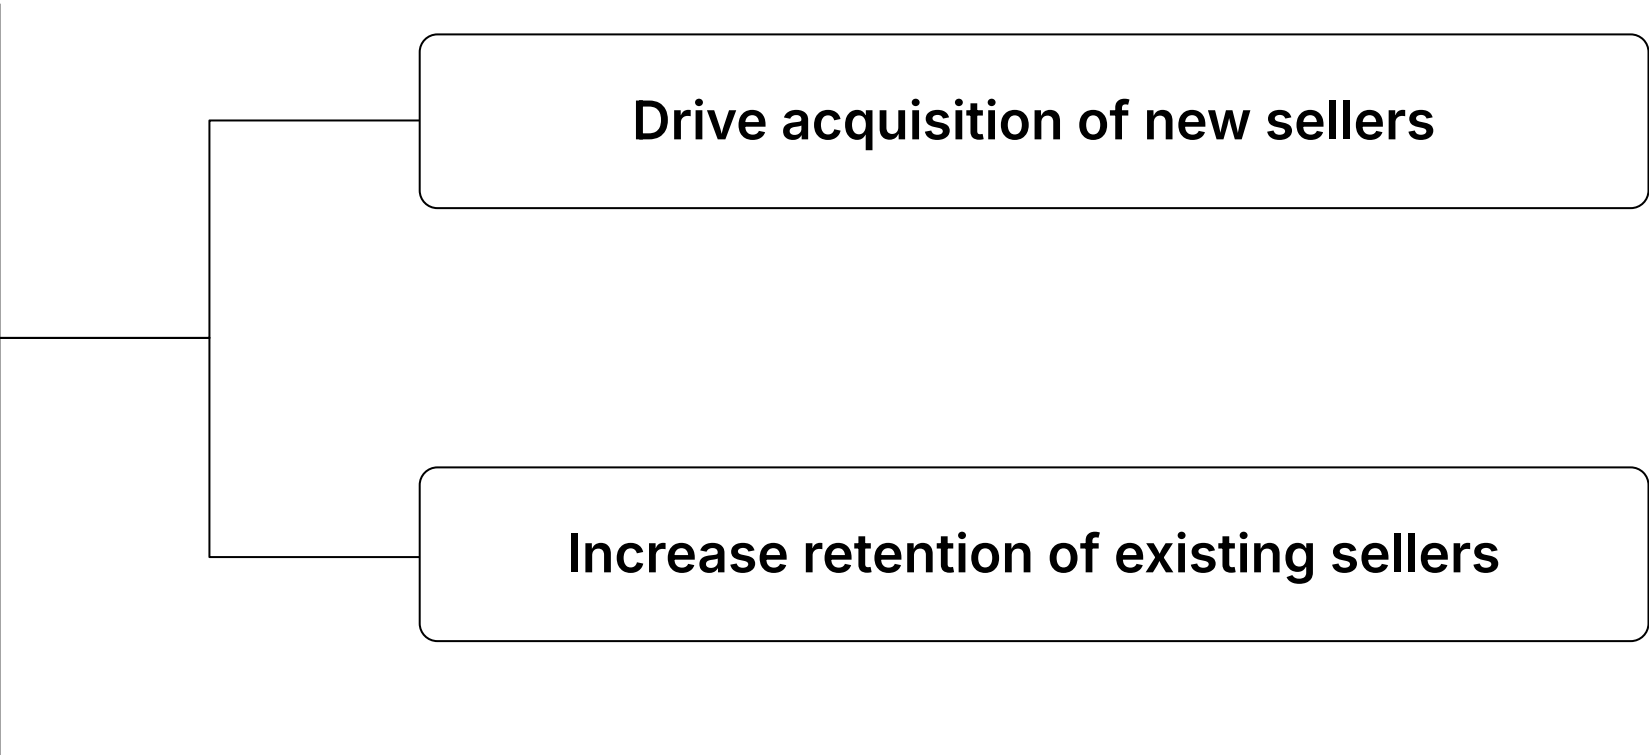 Drive acquisition of new sellers
Increase retention of existing sellers